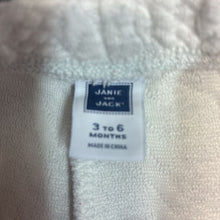 JANIE
AND
JACK®
3 TO 6
MONTHS
MADE IN CHINA